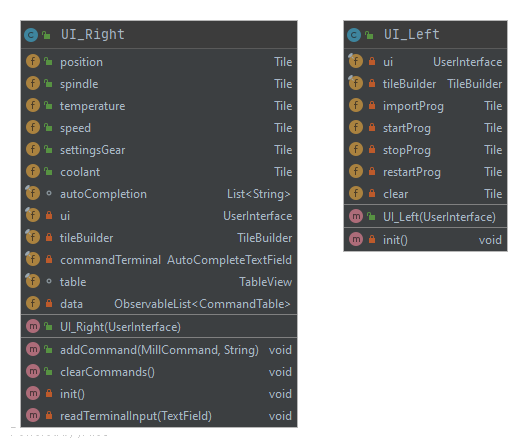 UI_Right
position Tile
spindle Tile
temperature Tile
speed Tile
settingsGear Tile
coolant Tile
autoCompletion List<String>
ui UserInterface
tileBuilder TileBuilder
commandTerminal AutoCompleteTextField
table TableView
data ObservableList<CommandTable>
UI_Right(UserInterface)
addCommand(MillCommand, String) void
clearCommands() void
init() void
readTerminalInput(TextField) void
UI_Left
ui UserInterface
tileBuilder TileBuilder
importProg Tile
startProg Tile
stopProg Tile
restartProg Tile
clear Tile
UI_Left(UserInterface)
init() void